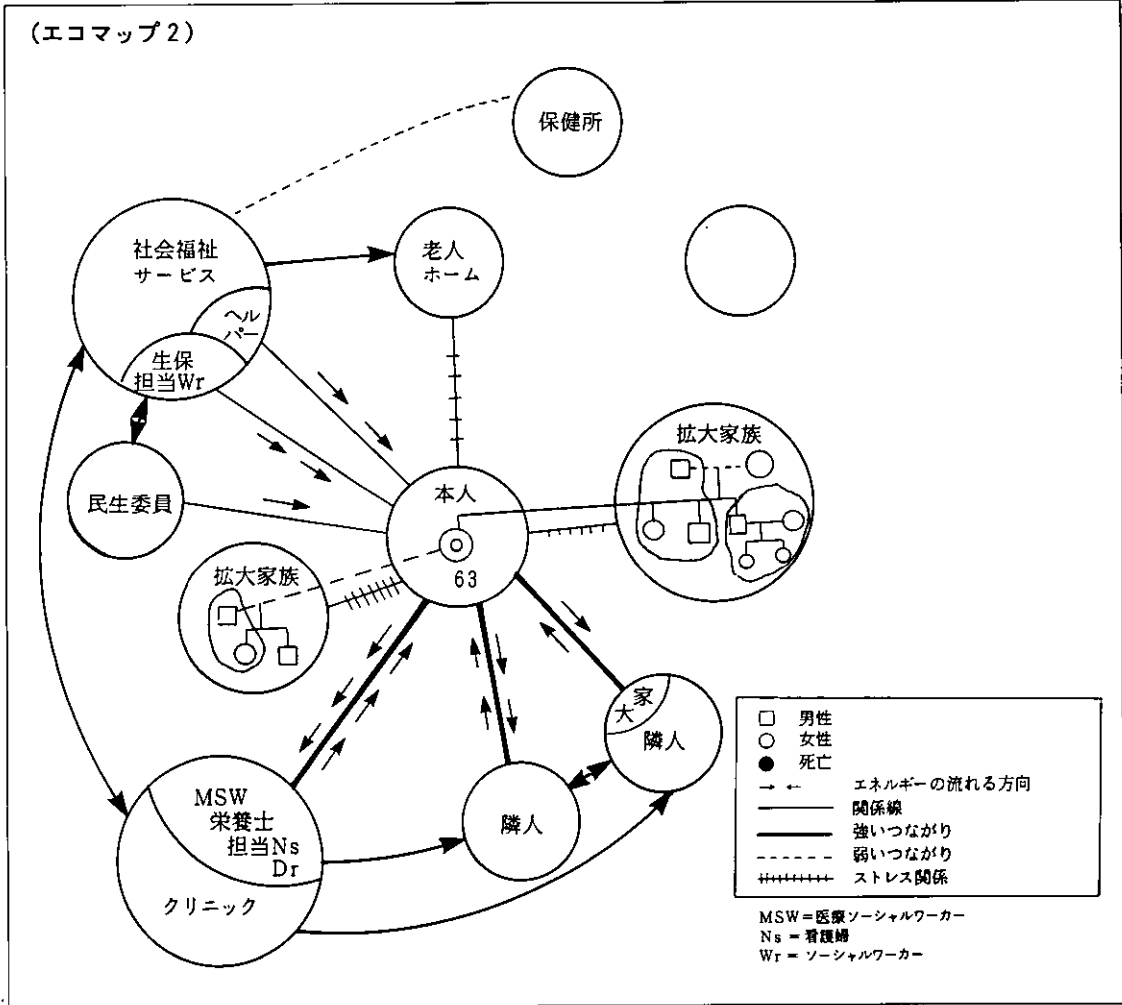 (エコマップ2)
保健所
社会福祉
サービス
ヘル
パー
生保
担当Wr
老人
ホーム
民生委員
本人
63
拡大家族
拡大家族
MSW
栄養士
担当Ns
Dr
クリニック
隣人
大家
隣人
男性
女性
死亡
エネルギーの流れる方向
関係線
強いつながり
弱いつながり
ストレス関係
MSW=医療ソーシャルワーカー
Ns=看護婦
Wr=ソーシャルワーカー